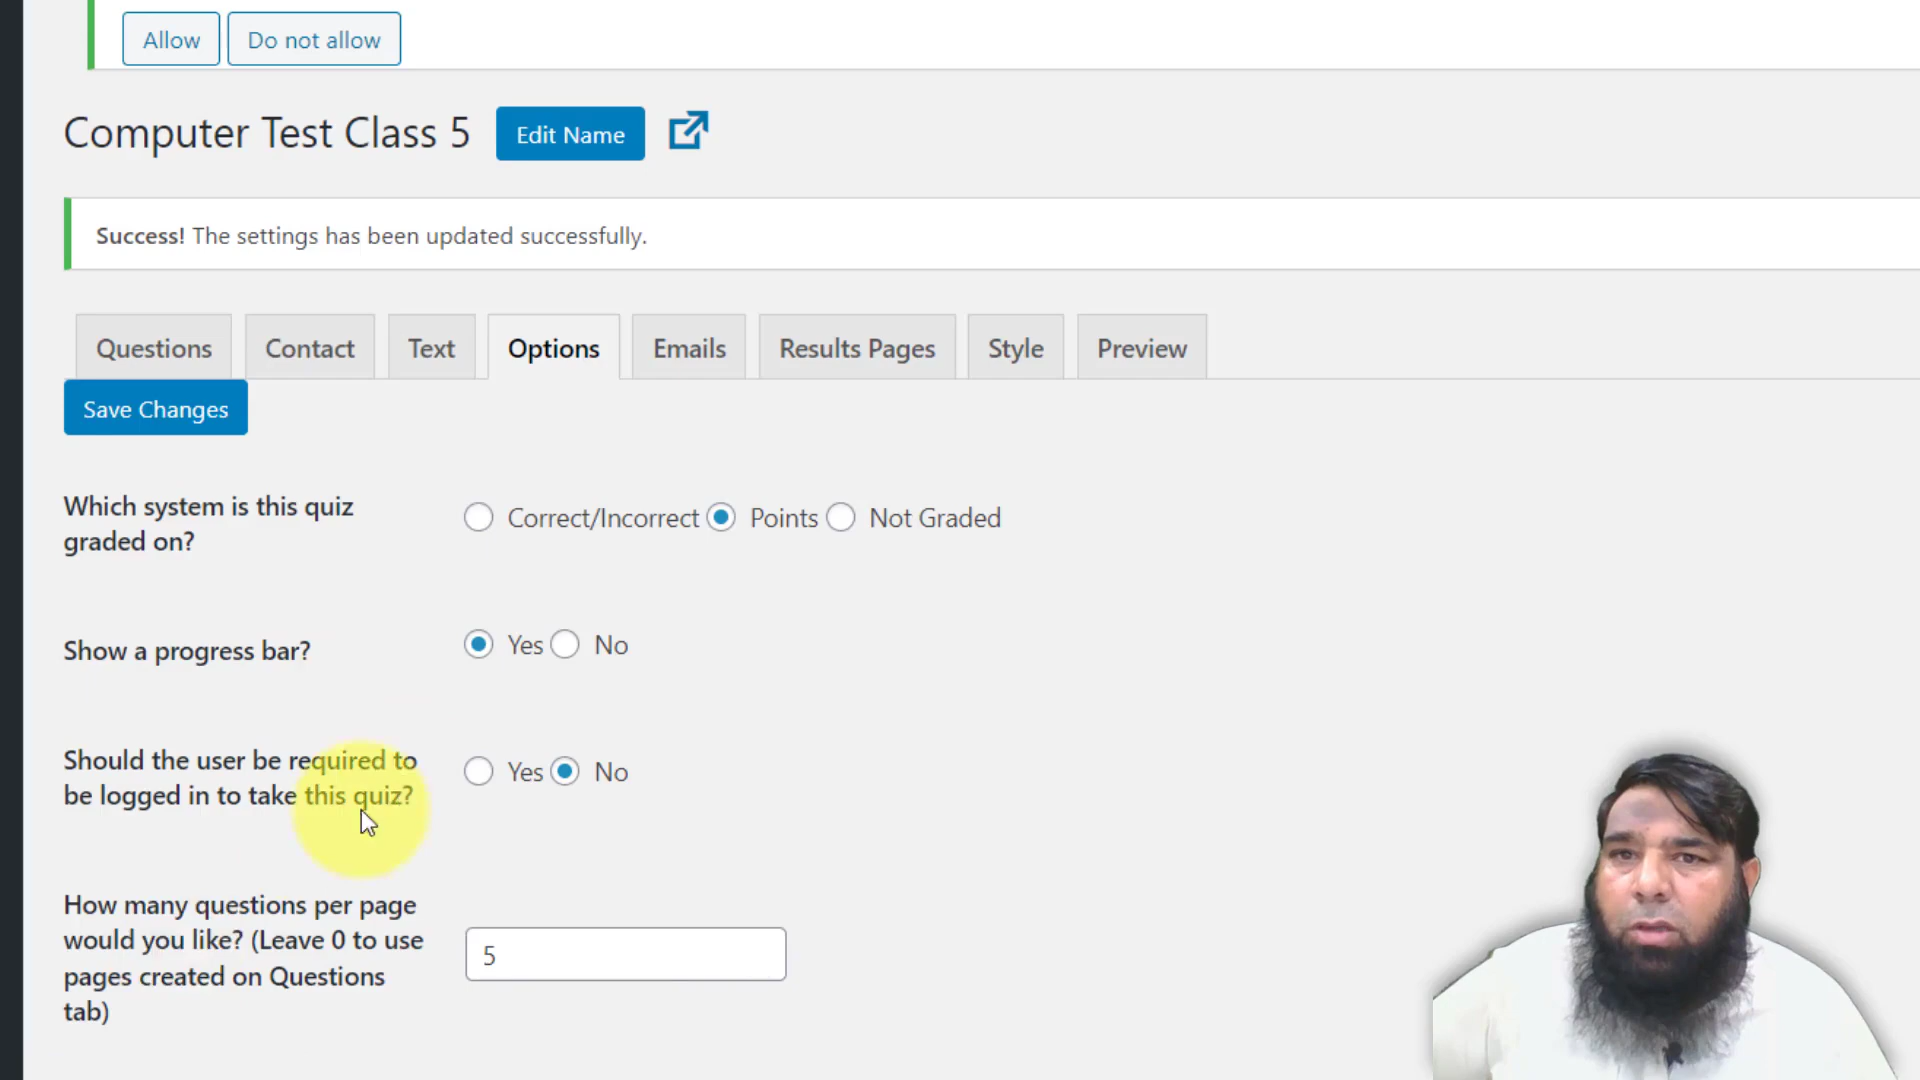 Allow Do not allow
Computer Test Class 5 Edit Name
Success! The settings has been updated successfully.
Questions Contact Text Options Emails Results Pages Style Preview
Save Changes
Which system is this quiz
graded on?
Correct/Incorrect Points Not Graded
Show a progress bar? Yes No
Should the user be required to
be logged in to take this quiz?
Yes No
How many questions per page
would you like? (Leave 0 to use
pages created on Questions
tab)
5